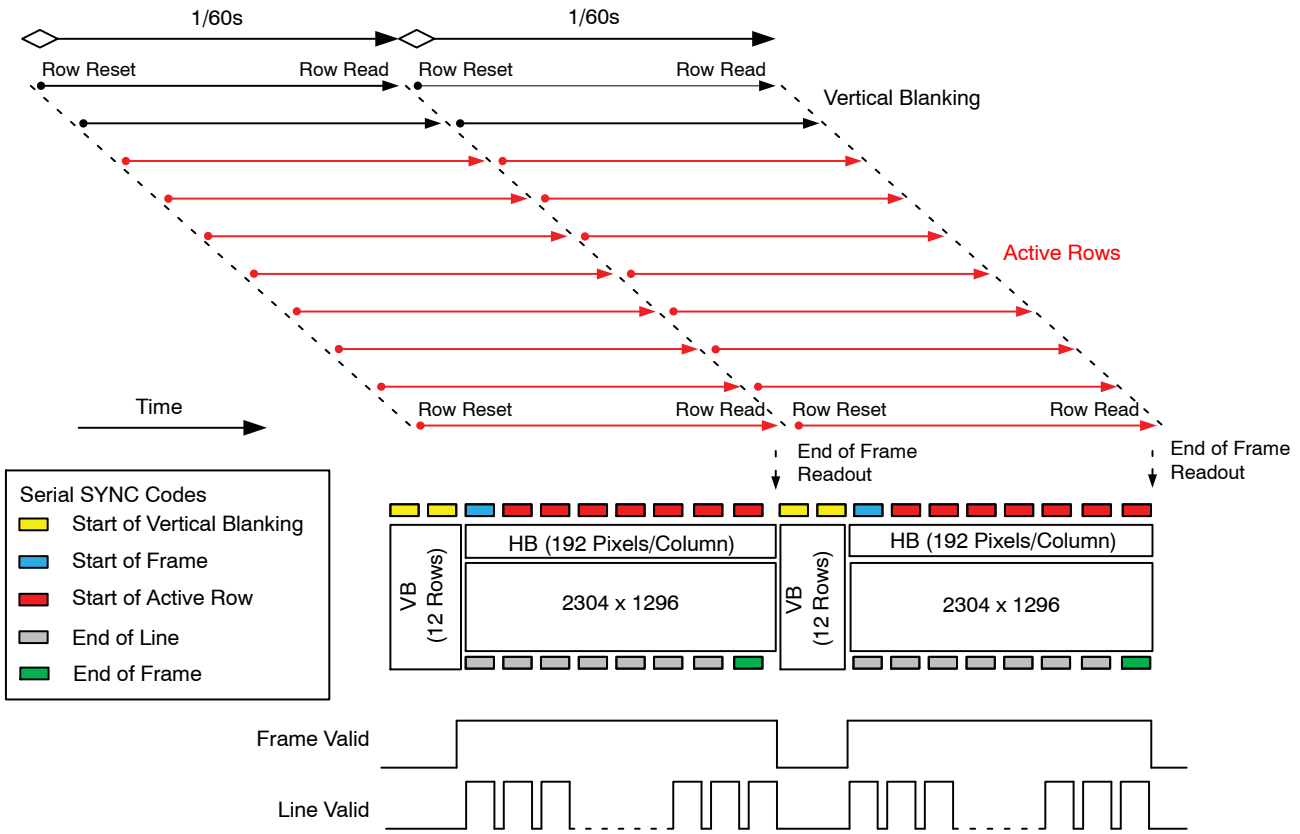 1/60s 1/60s
Row Reset Row Read Row Reset Row Read
Vertical Blanking
Active Rows
Time
Row Reset Row Read Row Reset Row Read
End of Frame
Readout
End of Frame
Readout
Serial SYNC Codes
Start of Vertical Blanking
Start of Frame
Start of Active Row
End of Line
End of Frame
VB
(12 Rows)
HB (192 Pixels/Column)
2304 x 1296
VB
(12 Rows)
HB (192 Pixels/Column)
2304 x 1296
Frame Valid
Line Valid